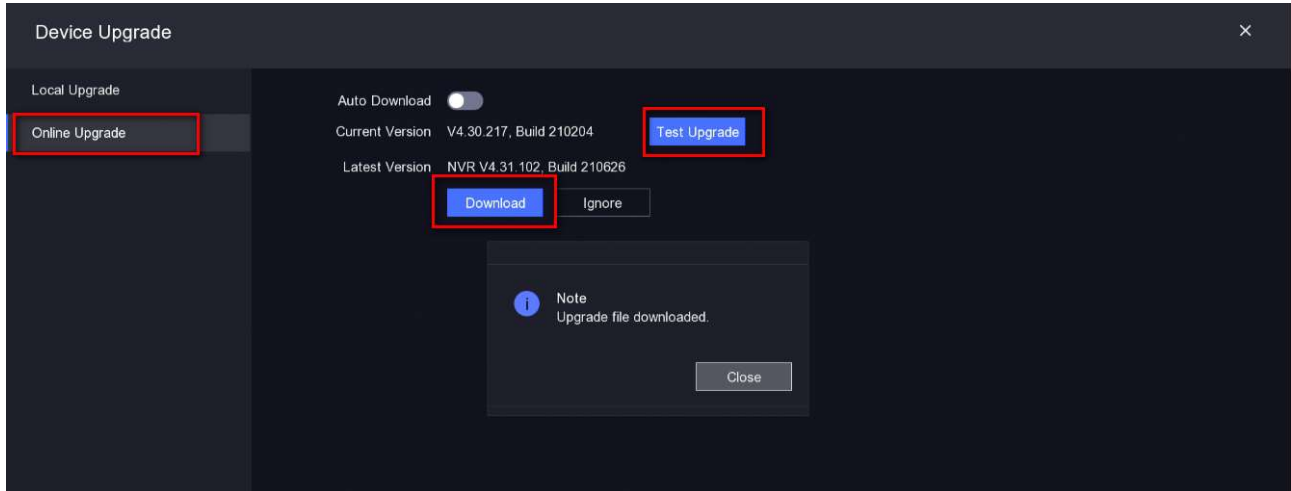 Device Upgrade
Local Upgrade
Online Upgrade
Auto Download
Current Version V4.30.217, Build 210204 Test Upgrade
Latest Version NVR V4.31.102, Build 210626
Download Ignore
Note
Upgrade file downloaded.
Close